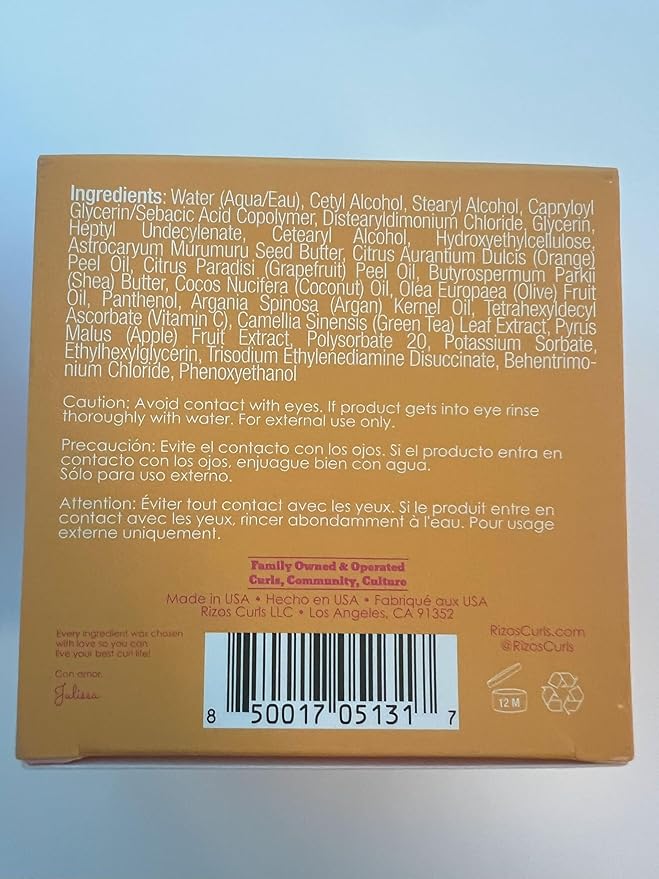 Ingredients: Water (Aqua/Eau), Cetyl Alcohol, Stearyl Alcohol, Capryloyl
Glycerin/Sebacic Acid Copolymer, Distearyldimonium Chloride, Glycerin,
Heptyl Undecylenate, Cetearyl Alcohol, Hydroxyethylcellulose,
Astrocaryum Murumuru Seed Butter, Citrus Aurantium Dulcis (Orange)
Peel Oil, Citrus Paradisi (Grapefruit) Peel Oil, Butyrospermum Parkii
(Shea) Butter, Cocos Nucifera (Coconut) Oil, Olea Europaea (Olive) Fruit
Oil, Panthenol, Argania Spinosa (Argan) Kernel Oil, Tetrahexyldecyl
Ascorbate (Vitamin C), Camellia Sinensis (Green Tea) Leaf Extract, Pyrus
Malus (Apple) Fruit Extract, Polysorbate 20, Potassium Sorbate,
Ethylhexylglycerin, Trisodium Ethylenediamine Disuccinate, Behentrimo-
nium Chloride, Phenoxyethanol
Caution: Avoid contact with eyes. If product gets into eye rinse
thoroughly with water. For external use only.
Precaución: Evite el contacto con los ojos. Si el producto entra en
contacto con los ojos, enjuague bien con agua.
Sólo para uso externo.
Attention: Éviter tout contact avec les yeux. Si le produit entre en
contact avec les yeux, rincer abondamment à l'eau. Pour usage
externe uniquement.
Family Owned & Operated
Curls, Community, Culture
Made in USA • Hecho en USA • Fabriqué aux USA
Rizos Curls LLC • Los Angeles, CA 91352
Every ingredient was chosen
with love so you can
live your best curl life!
Con amor,
Julissa
8 50017 05131 7
RizosCurls.com
@RizosCurls
12 M